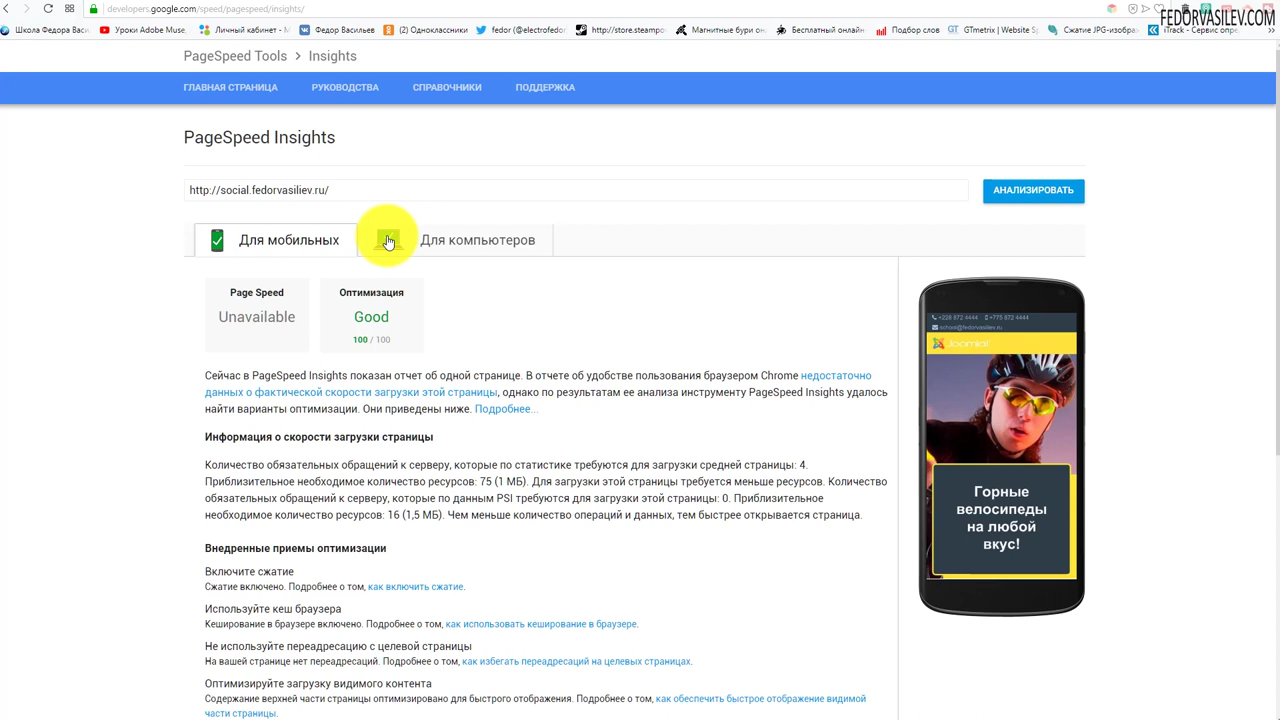 developers.google.com/speed/pagespeed/insights/
FEDORVASILEV.COM
Школа Федора Васи
Уроки Adobe Muse
Личный кабинет - М
Федор Васильев
(2) Одноклассники
fedor (@electrofedor
http://store.steampo
Магнитные бури он
Бесплатный онлайн
Подбор слов
GTmetrix | Website Sp
Сжатие JPG-изобра
iTrack - Сервис опре
PageSpeed Tools > Insights
ГЛАВНАЯ СТРАНИЦА РУКОВОДСТВА СПРАВОЧНИКИ ПОДДЕРЖКА
PageSpeed Insights
http://social.fedorvasiliev.ru/
АНАЛИЗИРОВАТЬ
Для мобильных
Для компьютеров
Page Speed
Unavailable
Оптимизация
Good
100 / 100
Сейчас в PageSpeed Insights показан отчет об одной странице. В отчете об удобстве пользования браузером Chrome недостаточно
данных о фактической скорости загрузки этой страницы, однако по результатам ее анализа инструменту PageSpeed Insights удалось
найти варианты оптимизации. Они приведены ниже. Подробнее...
Информация о скорости загрузки страницы
Количество обязательных обращений к серверу, которые по статистике требуются для загрузки средней страницы: 4.
Приблизительное необходимое количество ресурсов: 75 (1 МБ). Для загрузки этой страницы требуется меньше ресурсов. Количество
обязательных обращений к серверу, которые по данным PSI требуются для загрузки этой страницы: 0. Приблизительное
необходимое количество ресурсов: 16 (1,5 МБ). Чем меньше количество операций и данных, тем быстрее открывается страница.
Внедренные приемы оптимизации
Включите сжатие
Сжатие включено. Подробнее о том, как включить сжатие.
Используйте кеш браузера
Кеширование в браузере включено. Подробнее о том, как использовать кеширование в браузере.
Не используйте переадресацию с целевой страницы
На вашей странице нет переадресаций. Подробнее о том, как избегать переадресаций на целевых страницах.
Оптимизируйте загрузку видимого контента
Содержание верхней части страницы оптимизировано для быстрого отображения. Подробнее о том, как обеспечить быстрое отображение видимой
части страницы.
+228 872 4444 +775 872 4444
school@fedorvasiliev.ru
Joomla!
Горные
велосипеды
на любой
вкус!